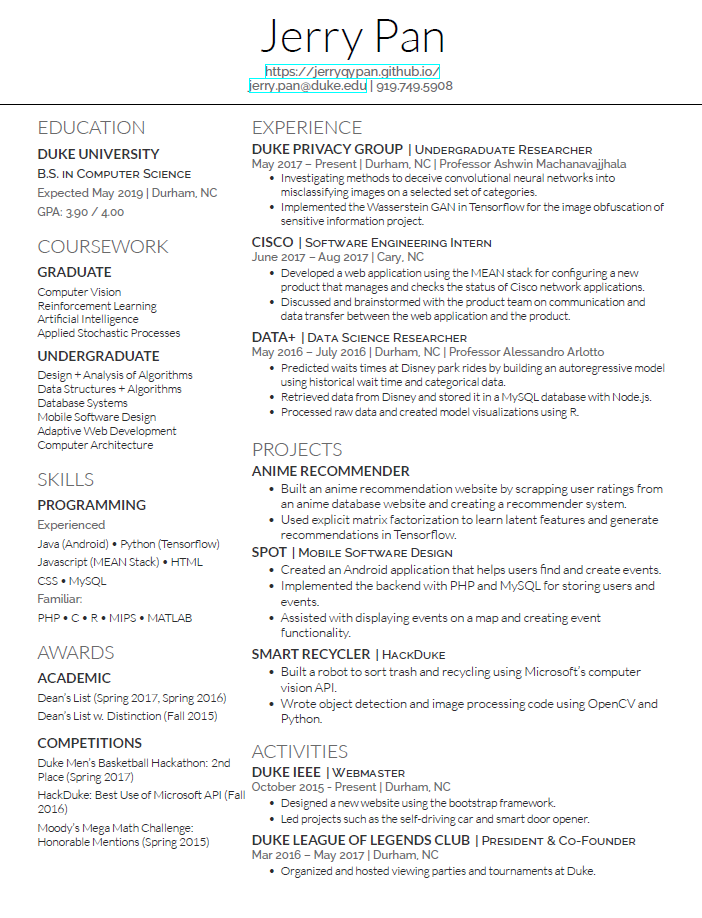 Jerry Pan
https://jerryqypan.github.io/
jerry.pan@duke.edu | 919.749.5908
EDUCATION
DUKE UNIVERSITY
B.S. in Computer Science
Expected May 2019 | Durham, NC
GPA: 3.90 / 4.00
COURSEWORK
GRADUATE
Computer Vision
Reinforcement Learning
Artificial Intelligence
Applied Stochastic Processes
UNDERGRADUATE
Design + Analysis of Algorithms
Data Structures + Algorithms
Database Systems
Mobile Software Design
Adaptive Web Development
Computer Architecture
SKILLS
PROGRAMMING
Experienced
Java (Android) • Python (Tensorflow)
Javascript (MEAN Stack) • HTML
CSS • MySQL
Familiar:
PHP • C • R • MIPS • MATLAB
AWARDS
ACADEMIC
Dean's List (Spring 2017, Spring 2016)
Dean's List w. Distinction (Fall 2015)
COMPETITIONS
Duke Men's Basketball Hackathon: 2nd
Place (Spring 2017)
HackDuke: Best Use of Microsoft API (Fall
2016)
Moody's Mega Math Challenge:
Honorable Mentions (Spring 2015)
EXPERIENCE
DUKE PRIVACY GROUP | Undergraduate Researcher
May 2017 – Present | Durham, NC | Professor Ashwin Machanavajjhala
• Investigating methods to deceive convolutional neural networks into
misclassifying images on a selected set of categories.
• Implemented the Wasserstein GAN in Tensorflow for the image obfuscation of
sensitive information project.
CISCO | Software Engineering Intern
June 2017 – Aug 2017 | Cary, NC
• Developed a web application using the MEAN stack for configuring a new
product that manages and checks the status of Cisco network applications.
• Discussed and brainstormed with the product team on communication and
data transfer between the web application and the product.
DATA+ | Data Science Researcher
May 2016 – July 2016 | Durham, NC | Professor Alessandro Arlotto
• Predicted waits times at Disney park rides by building an autoregressive model
using historical wait time and categorical data.
• Retrieved data from Disney and stored it in a MySQL database with Node.js.
• Processed raw data and created model visualizations using R.
PROJECTS
ANIME RECOMMENDER
• Built an anime recommendation website by scrapping user ratings from
an anime database website and creating a recommender system.
• Used explicit matrix factorization to learn latent features and generate
recommendations in Tensorflow.
SPOT | Mobile Software Design
• Created an Android application that helps users find and create events.
• Implemented the backend with PHP and MySQL for storing users and
events.
• Assisted with displaying events on a map and creating event
functionality.
SMART RECYCLER | HackDuke
• Built a robot to sort trash and recycling using Microsoft's computer
vision API.
• Wrote object detection and image processing code using OpenCV and
Python.
ACTIVITIES
DUKE IEEE | Webmaster
October 2015 - Present | Durham, NC
• Designed a new website using the bootstrap framework.
• Led projects such as the self-driving car and smart door opener.
DUKE LEAGUE OF LEGENDS CLUB | President & Co-Founder
Mar 2016 – May 2017 | Durham, NC
• Organized and hosted viewing parties and tournaments at Duke.